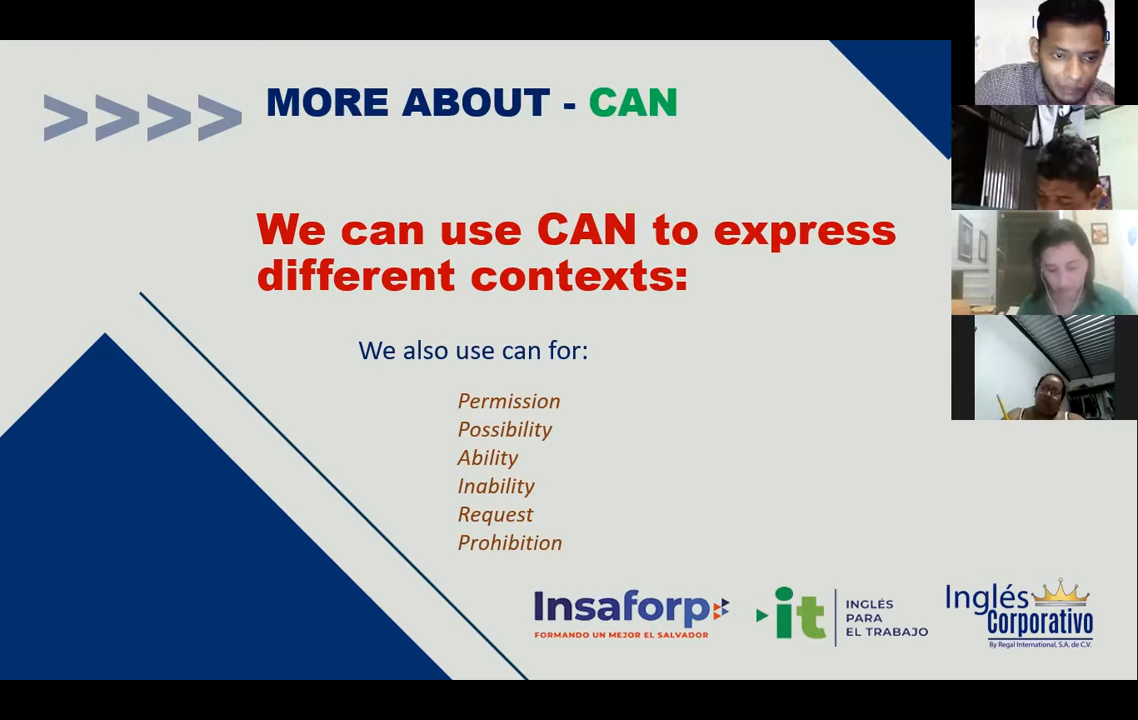 >>>> MORE ABOUT - CAN
We can use CAN to express
different contexts:
We also use can for:
Permission
Possibility
Ability
Inability
Request
Prohibition
Insaforp
FORMANDO UN MEJOR EL SALVADOR
it
INGLÉS
PARA
EL TRABAJO
Inglés
Corporativo
By Regal International, S.A. de C.V.